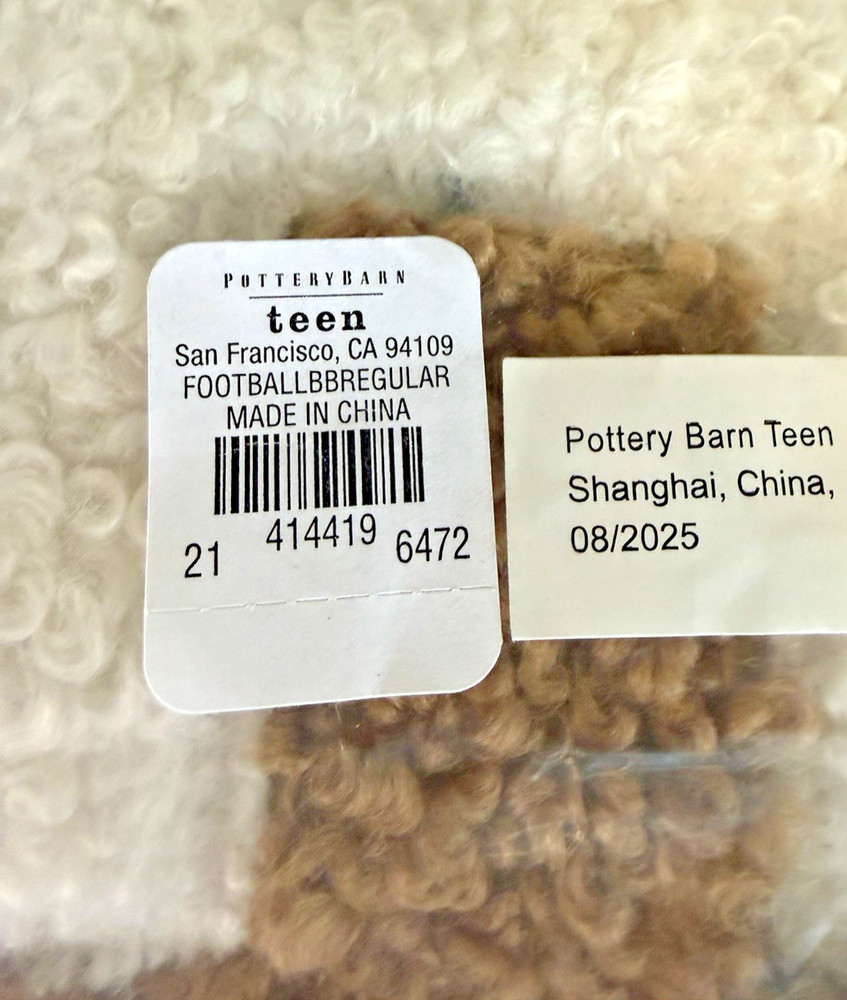 POTTERYBARN
teen
San Francisco, CA 94109
FOOTBALLBBREGULAR
MADE IN CHINA
21 414419 6472
Pottery Barn Teen
Shanghai, China,
08/2025